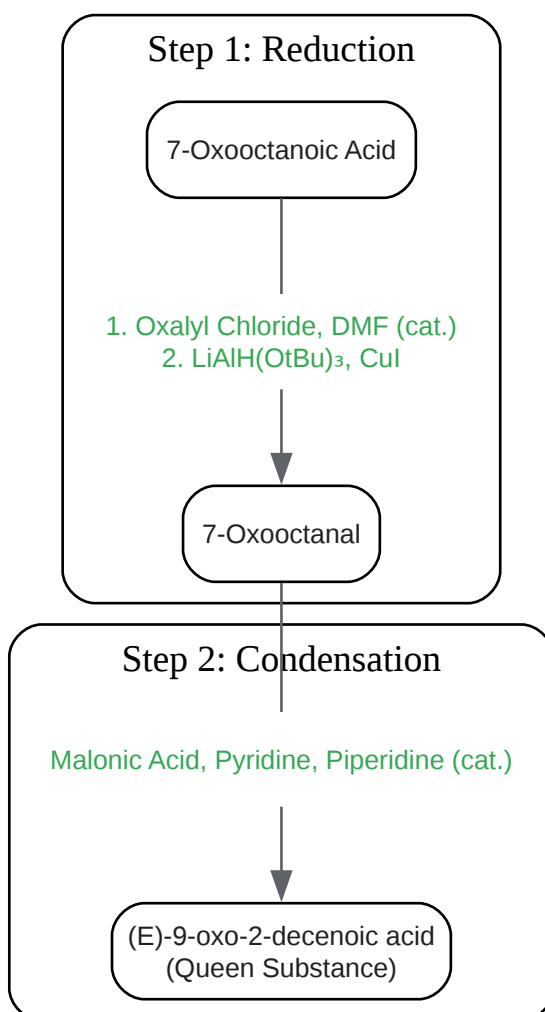 Step 1: Reduction
7-Oxooctanoic Acid
1. Oxalyl Chloride, DMF (cat.)
2. LiAlH(OtBu)₃, CuI
7-Oxooctanal
Step 2: Condensation
Malonic Acid, Pyridine, Piperidine (cat.)
(E)-9-oxo-2-decenoic acid
(Queen Substance)